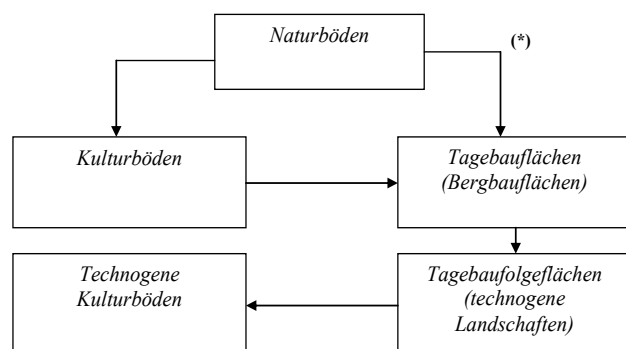 Naturböden
(*)
Kulturböden
Tagebauflächen
(Bergbauflächen)
Technogene
Kulturböden
Tagebaufolgeflächen
(technogene
Landschaften)